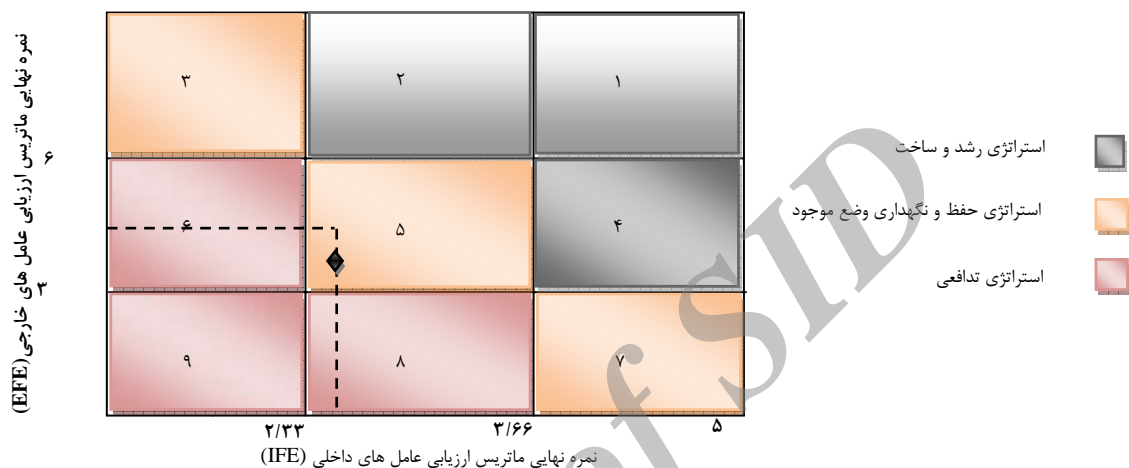 نمره نهایی ماتریس ارزیابی عامل های خارجی(EFE)
۳
۲
۱
۶
۶
۵
۴
۳
۹
۸
۷
۲/۳۳
۳/۶۶
۵
نمره نهایی ماتریس ارزیابی عامل های داخلی (IFE)
استراتژی رشد و ساخت
استراتژی حفظ و نگهداری وضع موجود
استراتژی تدافعی
of SID